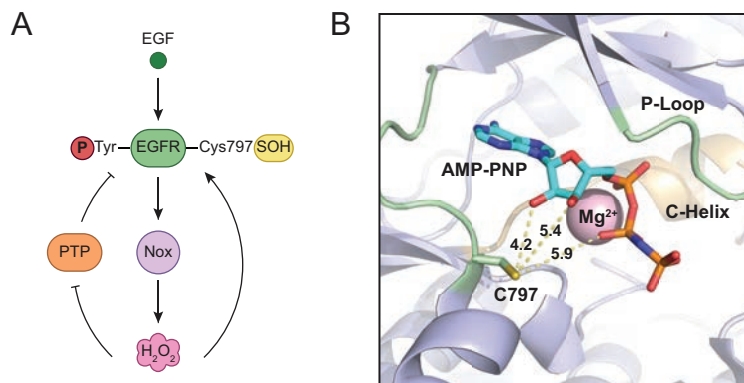 A
EGF
P
Tyr
EGFR
Cys797
SOH
PTP
Nox
H2O2
B
P-Loop
AMP-PNP
Mg2+
C-Helix
4.2
5.4
5.9
C797